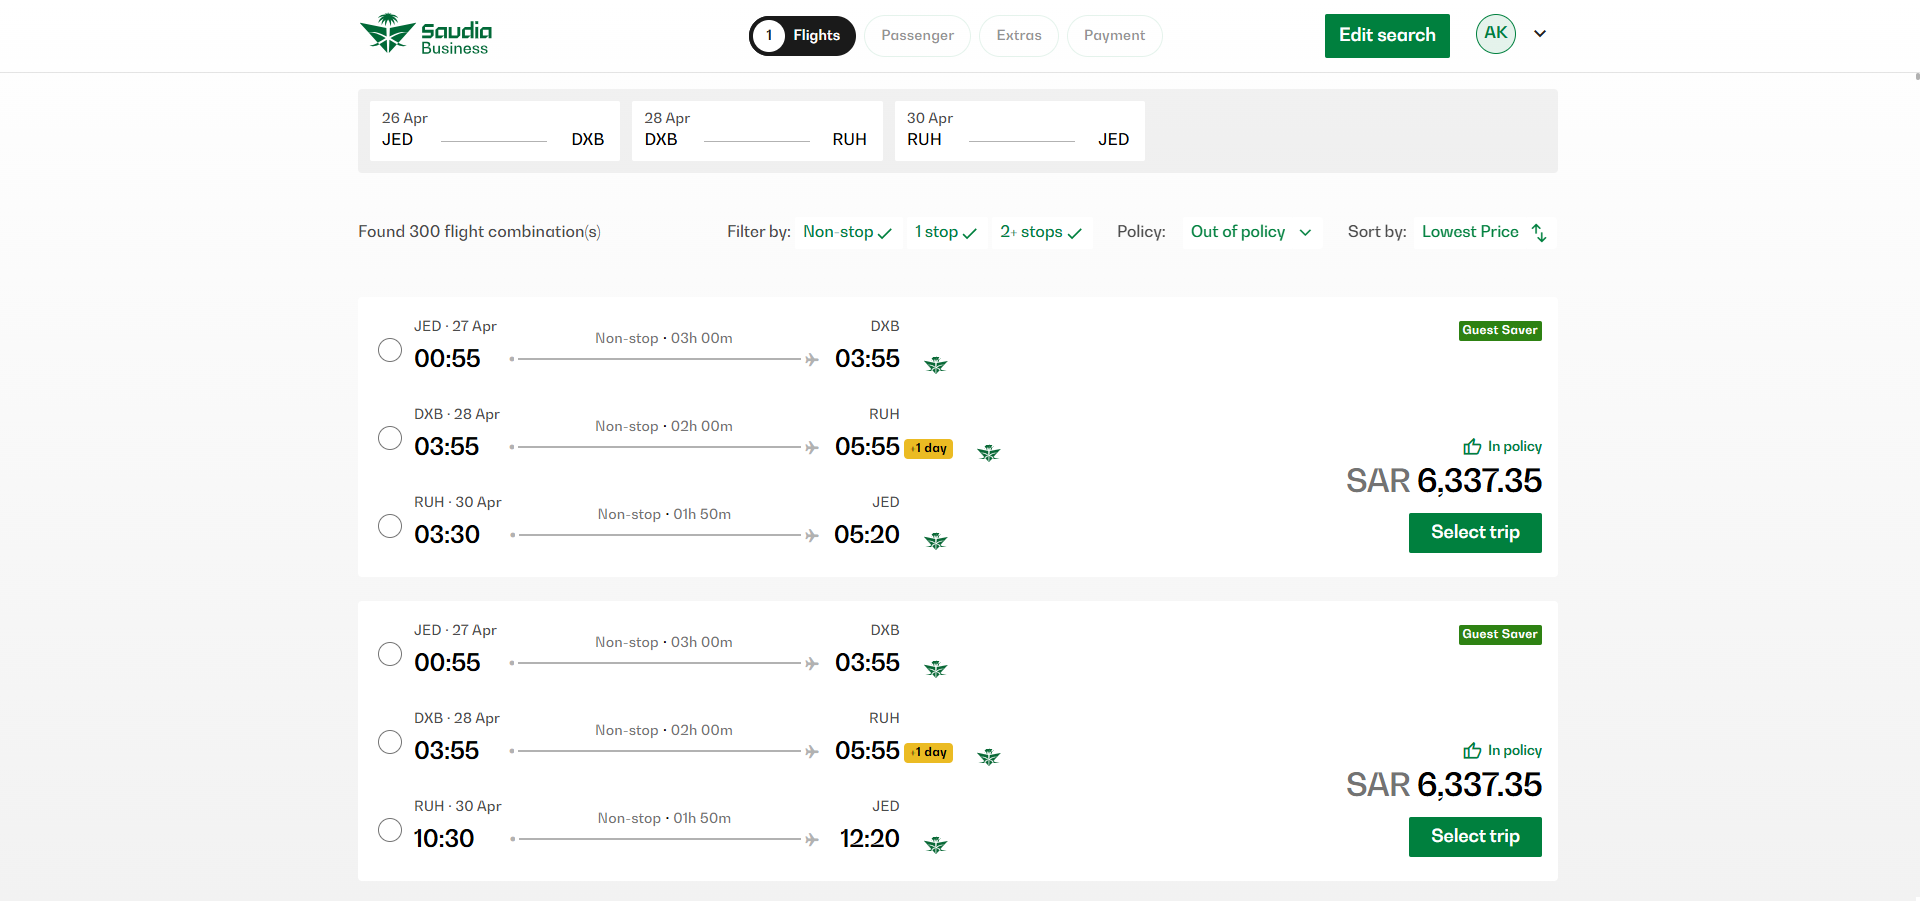 Saudia
Business
1 Flights
Passenger
Extras
Payment
Edit search
AK
26 Apr
JED DXB
28 Apr
DXB RUH
30 Apr
RUH JED
Found 300 flight combination(s)
Filter by: Non-stop 1 stop 2+ stops
Policy: Out of policy
Sort by: Lowest Price
JED · 27 Apr
Non-stop · 03h 00m
DXB
00:55
03:55
Guest Saver
DXB · 28 Apr
Non-stop · 02h 00m
RUH
03:55
05:55 +1 day
RUH · 30 Apr
Non-stop · 01h 50m
JED
03:30
05:20
In policy
SAR 6,337.35
Select trip
JED · 27 Apr
Non-stop · 03h 00m
DXB
00:55
03:55
Guest Saver
DXB · 28 Apr
Non-stop · 02h 00m
RUH
03:55
05:55 +1 day
RUH · 30 Apr
Non-stop · 01h 50m
JED
10:30
12:20
In policy
SAR 6,337.35
Select trip